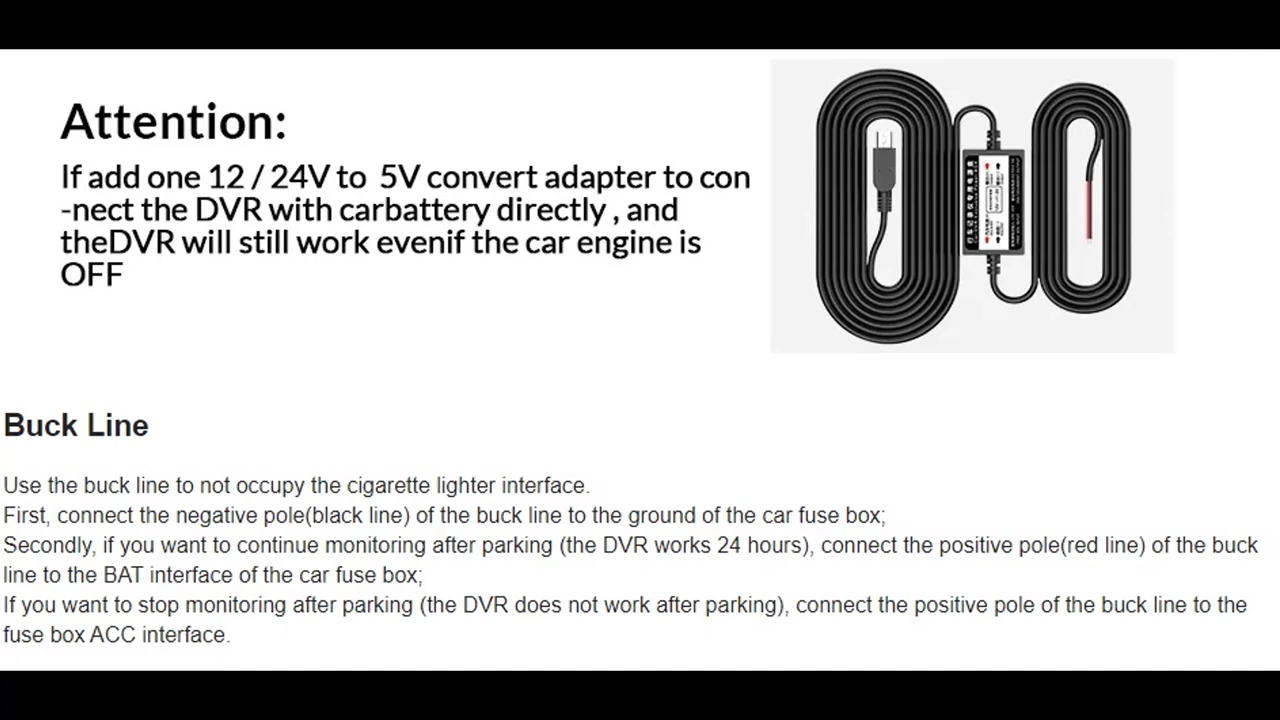 Attention:
If add one 12 / 24V to 5V convert adapter to con
-nect the DVR with carbattery directly , and
theDVR will still work evenif the car engine is
OFF
Buck Line
Use the buck line to not occupy the cigarette lighter interface.
First, connect the negative pole(black line) of the buck line to the ground of the car fuse box;
Secondly, if you want to continue monitoring after parking (the DVR works 24 hours), connect the positive pole(red line) of the buck
line to the BAT interface of the car fuse box;
If you want to stop monitoring after parking (the DVR does not work after parking), connect the positive pole of the buck line to the
fuse box ACC interface.